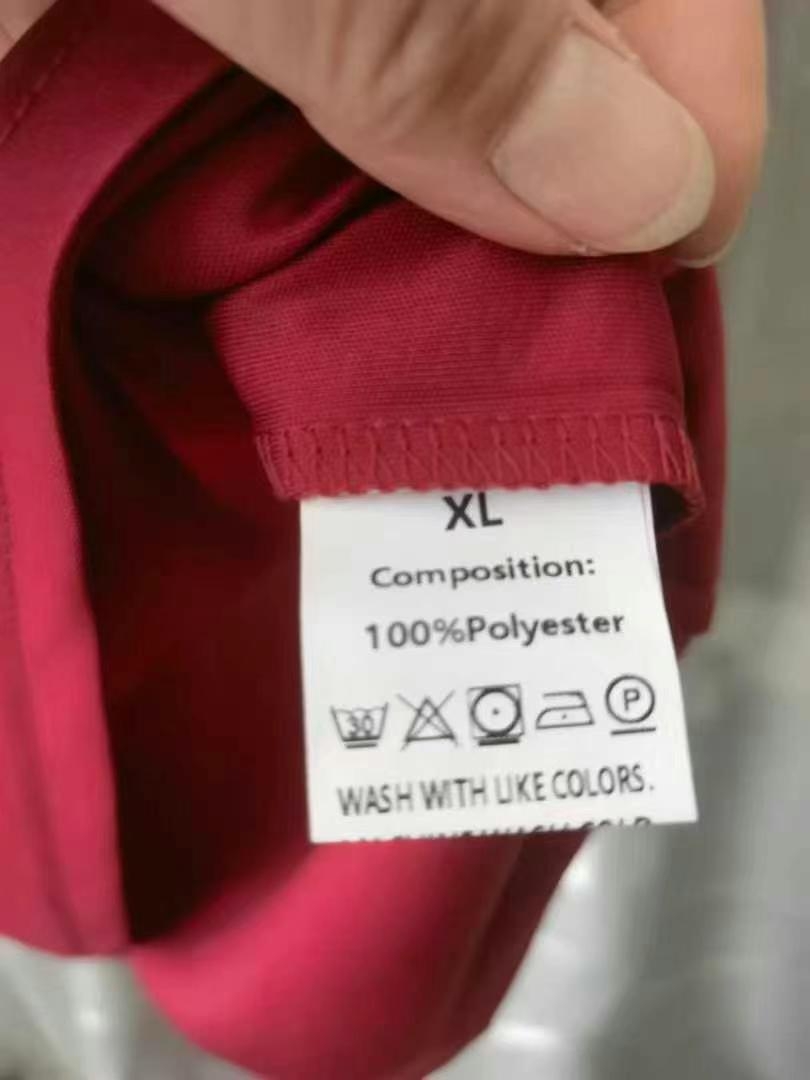 XL
Composition:
100%Polyester
30
P
WASH WITH LIKE COLORS.